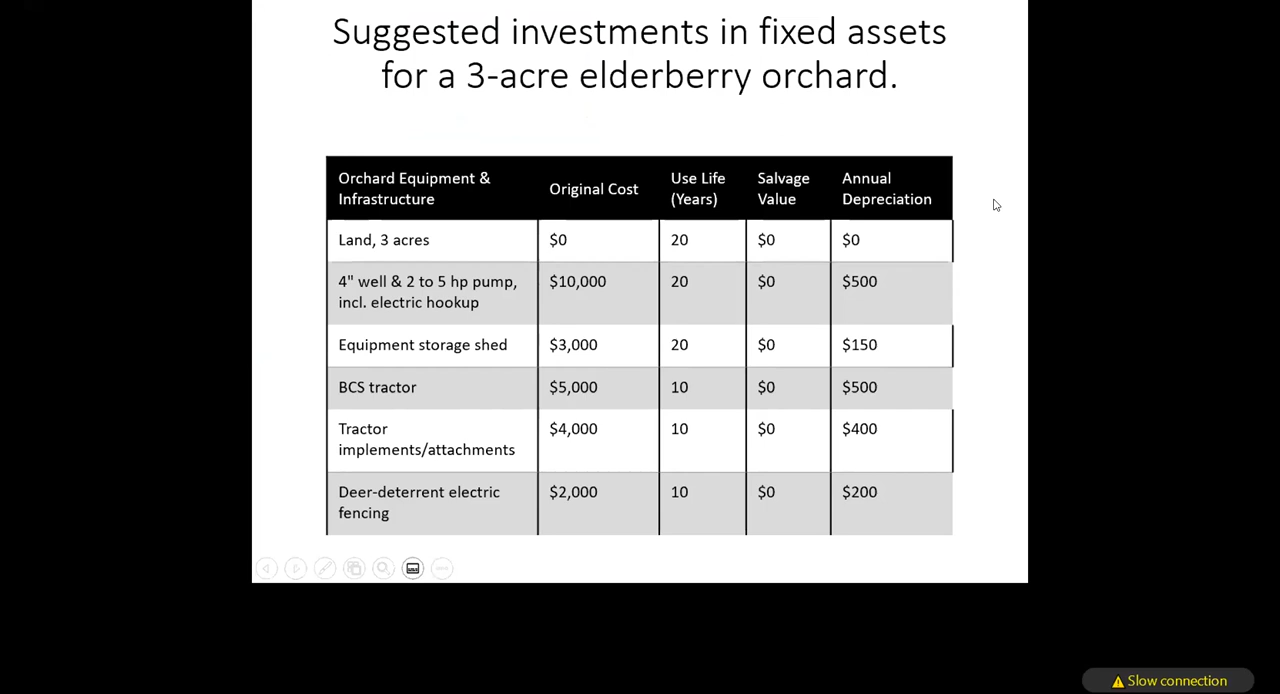 Suggested investments in fixed assets
for a 3-acre elderberry orchard.
Orchard Equipment & Infrastructure Original Cost Use Life (Years) Salvage Value Annual Depreciation
Land, 3 acres $0 20 $0 $0
4" well & 2 to 5 hp pump, incl. electric hookup $10,000 20 $0 $500
Equipment storage shed $3,000 20 $0 $150
BCS tractor $5,000 10 $0 $500
Tractor implements/attachments $4,000 10 $0 $400
Deer-deterrent electric fencing $2,000 10 $0 $200
Slow connection